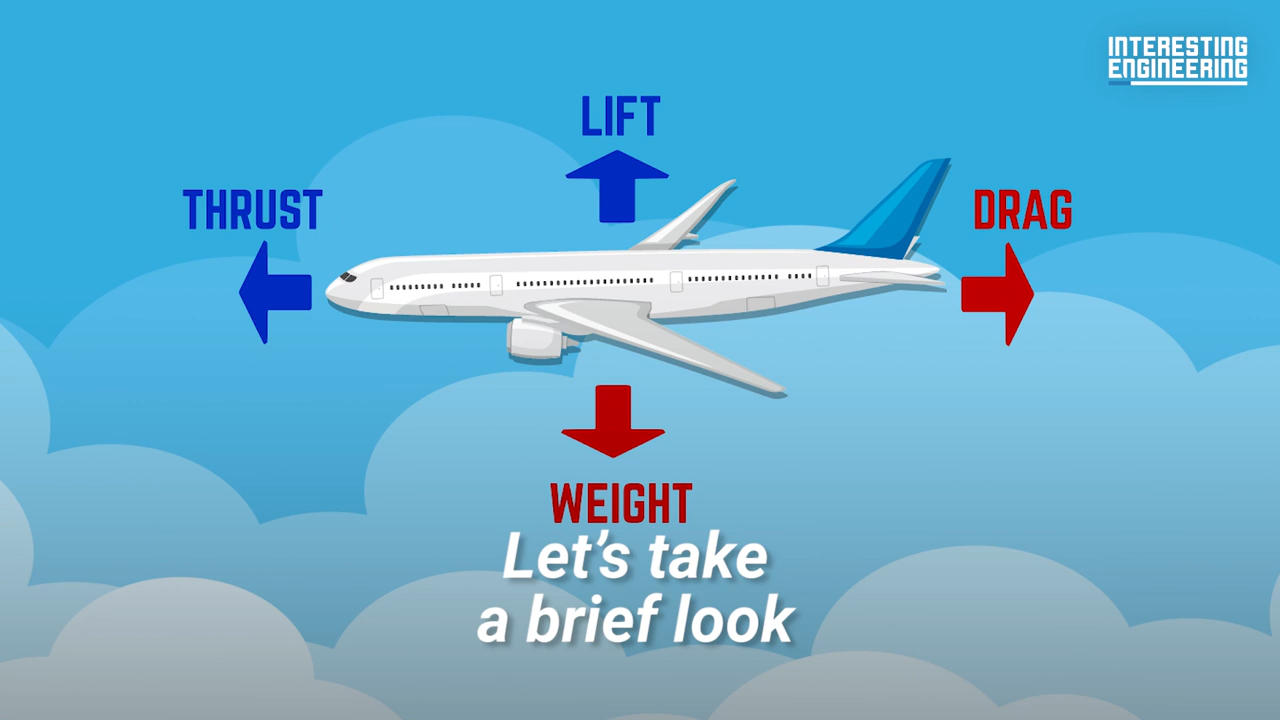 INTERESTING
ENGINEERING
LIFT
THRUST
DRAG
WEIGHT
Let's take
a brief look